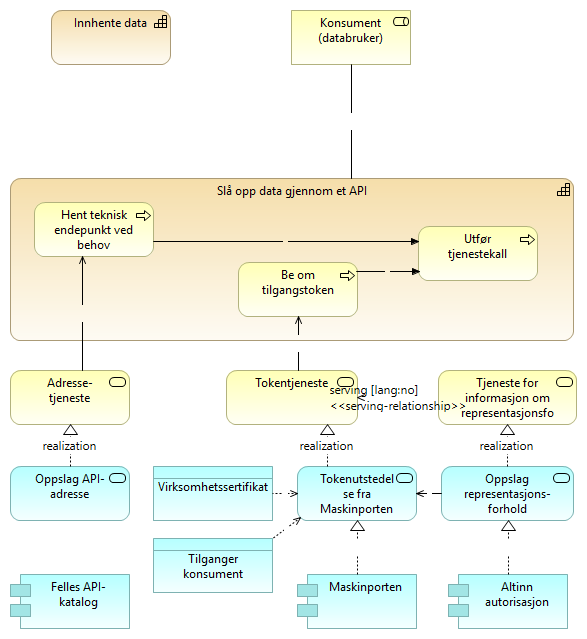 Innhente data
Konsument
(databruker)
Slå opp data gjennom et API
Hent teknisk
endepunkt ved
behov
Utfør
tjenestekall
Be om
tilgangstoken
Adresse-
tjeneste
Tokentjeneste
serving [lang:no]
<<serving-relationship>>
Tjeneste for
informasjon om
representasjonsfo
realization
realization
realization
Oppslag API-
adresse
Virksomhetssertifikat
Tokenutstedel
se fra
Maskinporten
Oppslag
representasjons-
forhold
Tilganger
konsument
Felles API-
katalog
Maskinporten
Altinn
autorisasjon